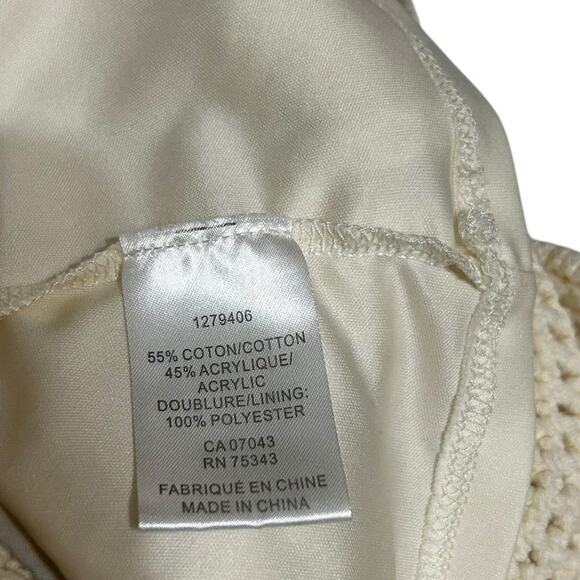 1279406
55% COTON/COTTON
45% ACRYLIQUE/
ACRYLIC
DOUBLURE/LINING:
100% POLYESTER
CA 07043
RN 75343
FABRIQUÉ EN CHINE
MADE IN CHINA